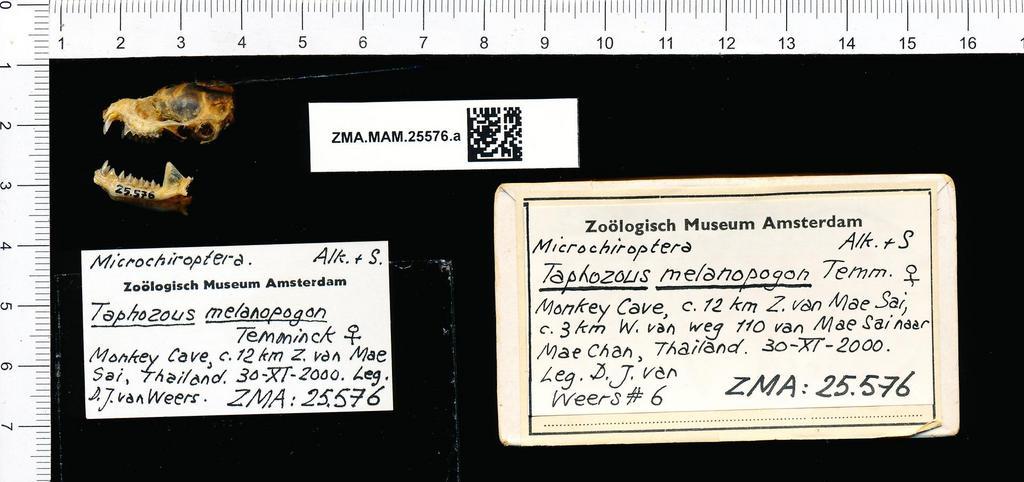 0
1 2 3 4 5 6 7 8 9 10 11 12 13 14 15 16 1
1
2
3
4
5
6
7
ZMA.MAM.25576.a
25.576
Microchiroptera. Alk. + S.
Zoölogisch Museum Amsterdam
Taphozous melanopogon
Temminck ♀
Monkey Cave, c. 12 km Z. van Mae
Sai, Thailand. 30-XI-2000. Leg.
D.J. van Weers. ZMA: 25.576
Zoölogisch Museum Amsterdam
Microchiroptera Alk. + S
Taphozous melanopogon Temm. ♀
Monkey Cave, c. 12 km Z. van Mae Sai,
c. 3 km W. van weg 110 van Mae Sai naar
Mae Chan, Thailand. 30-XI-2000.
Leg. D.J. van
Weers # 6 ZMA: 25.576